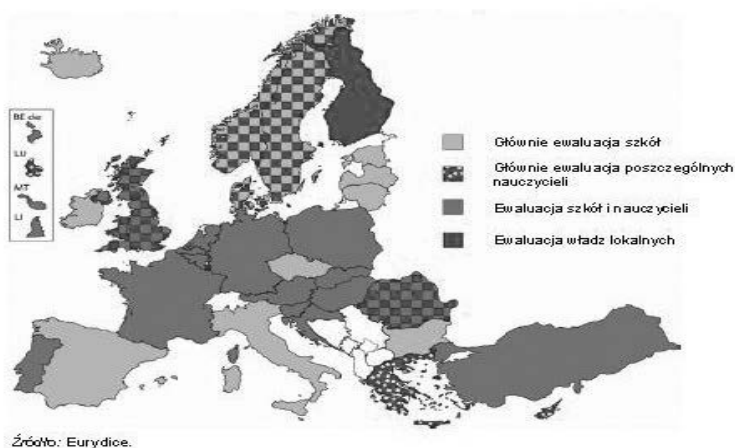 BE de
LU
MT
LI
Głównie ewaluacja szkół
Głównie ewaluacja poszczególnych
nauczycieli
Ewaluacja szkół i nauczycieli
Ewaluacja władz lokalnych
Źródło: Eurydice.